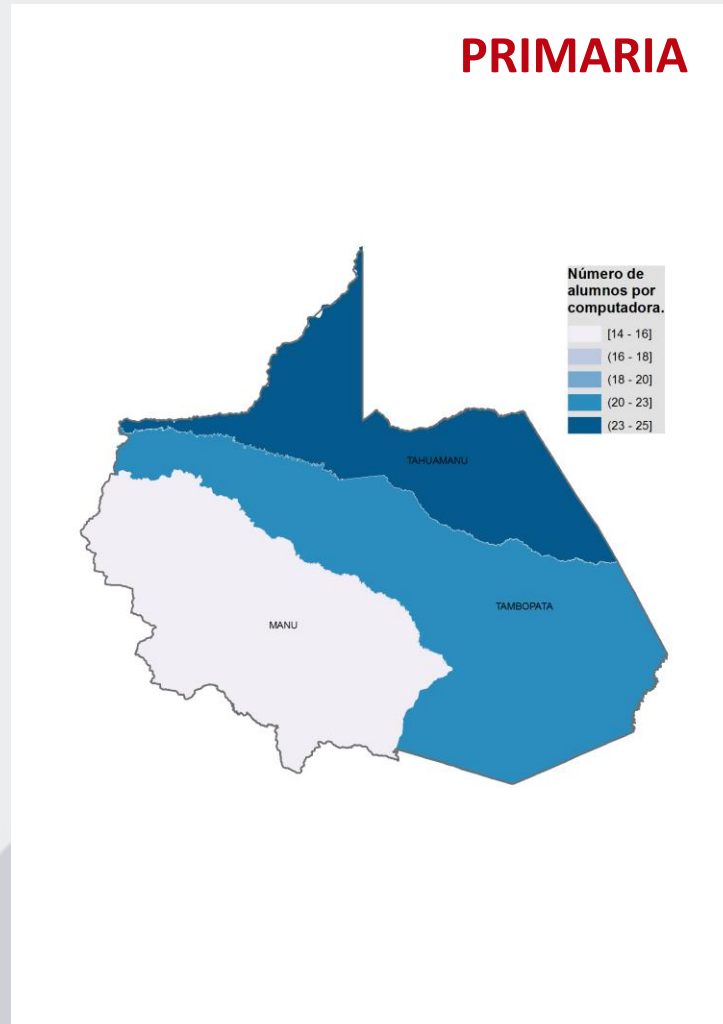 PRIMARIA
Número de
alumnos por
computadora.
[14 - 16]
(16 - 18]
(18 - 20]
(20 - 23]
(23 - 25]
TAHUAMANU
TAMBOPATA
MANU